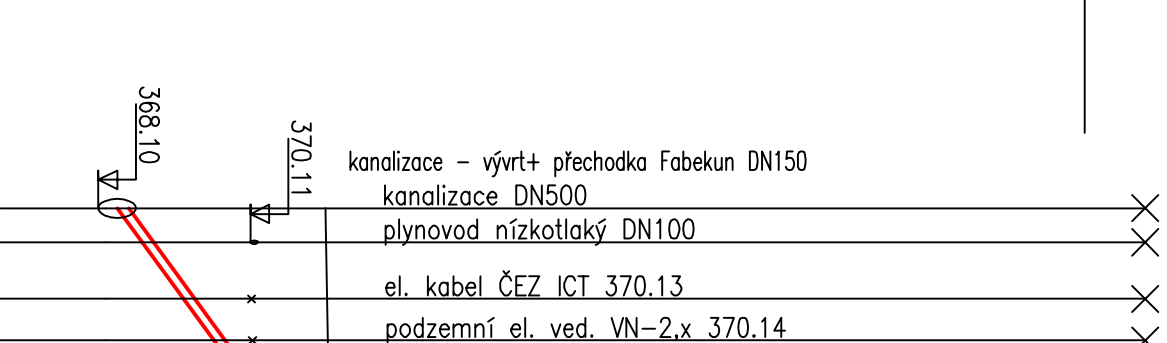 368.10
370.11
kanalizace - vývrt+ přechodka Fabekun DN150
kanalizace DN500
plynovod nízkotlaký DN100
el. kabel ČEZ ICT 370.13
podzemní el. ved. VN-2,x 370.14